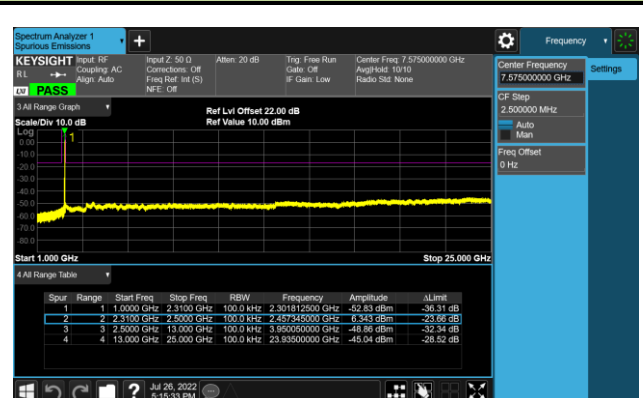 Spectrum Analyzer 1
Spurious Emissions
Frequency
KEYSIGHT
RL
LXI
PASS
Input: RF
Coupling: AC
Align: Auto
Input Z: 50 Ω
Corrections: Off
Freq Ref: Int (S)
NFE: Off
Atten: 20 dB
Trig: Free Run
Gate: Off
IF Gain: Low
Center Freq: 7.575000000 GHz
Avg|Hold: 10/10
Radio Std: None
Center Frequency
7.575000000 GHz
Settings
CF Step
2.500000 MHz
Auto
Man
Freq Offset
0 Hz
3 All Range Graph
Scale/Div 10.0 dB
Ref Lvl Offset 22.00 dB
Ref Value 10.00 dBm
Log
1
0.00
-10.0
-20.0
-30.0
-40.0
-50.0
-60.0
-70.0
-80.0
Start 1.000 GHz
Stop 25.000 GHz
4 All Range Table
Spur Range Start Freq Stop Freq RBW Frequency Amplitude ΔLimit
1 1 1.0000 GHz 2.3100 GHz 100.0 kHz 2.301812500 GHz -52.83 dBm -36.31 dB
2 2 2.3100 GHz 2.5000 GHz 100.0 kHz 2.457345000 GHz 6.343 dBm -23.66 dB
3 3 2.5000 GHz 13.000 GHz 100.0 kHz 3.950050000 GHz -48.86 dBm -32.34 dB
4 4 13.000 GHz 25.000 GHz 100.0 kHz 23.93500000 GHz -45.04 dBm -28.52 dB
?
Jul 26, 2022
5:15:33 PM